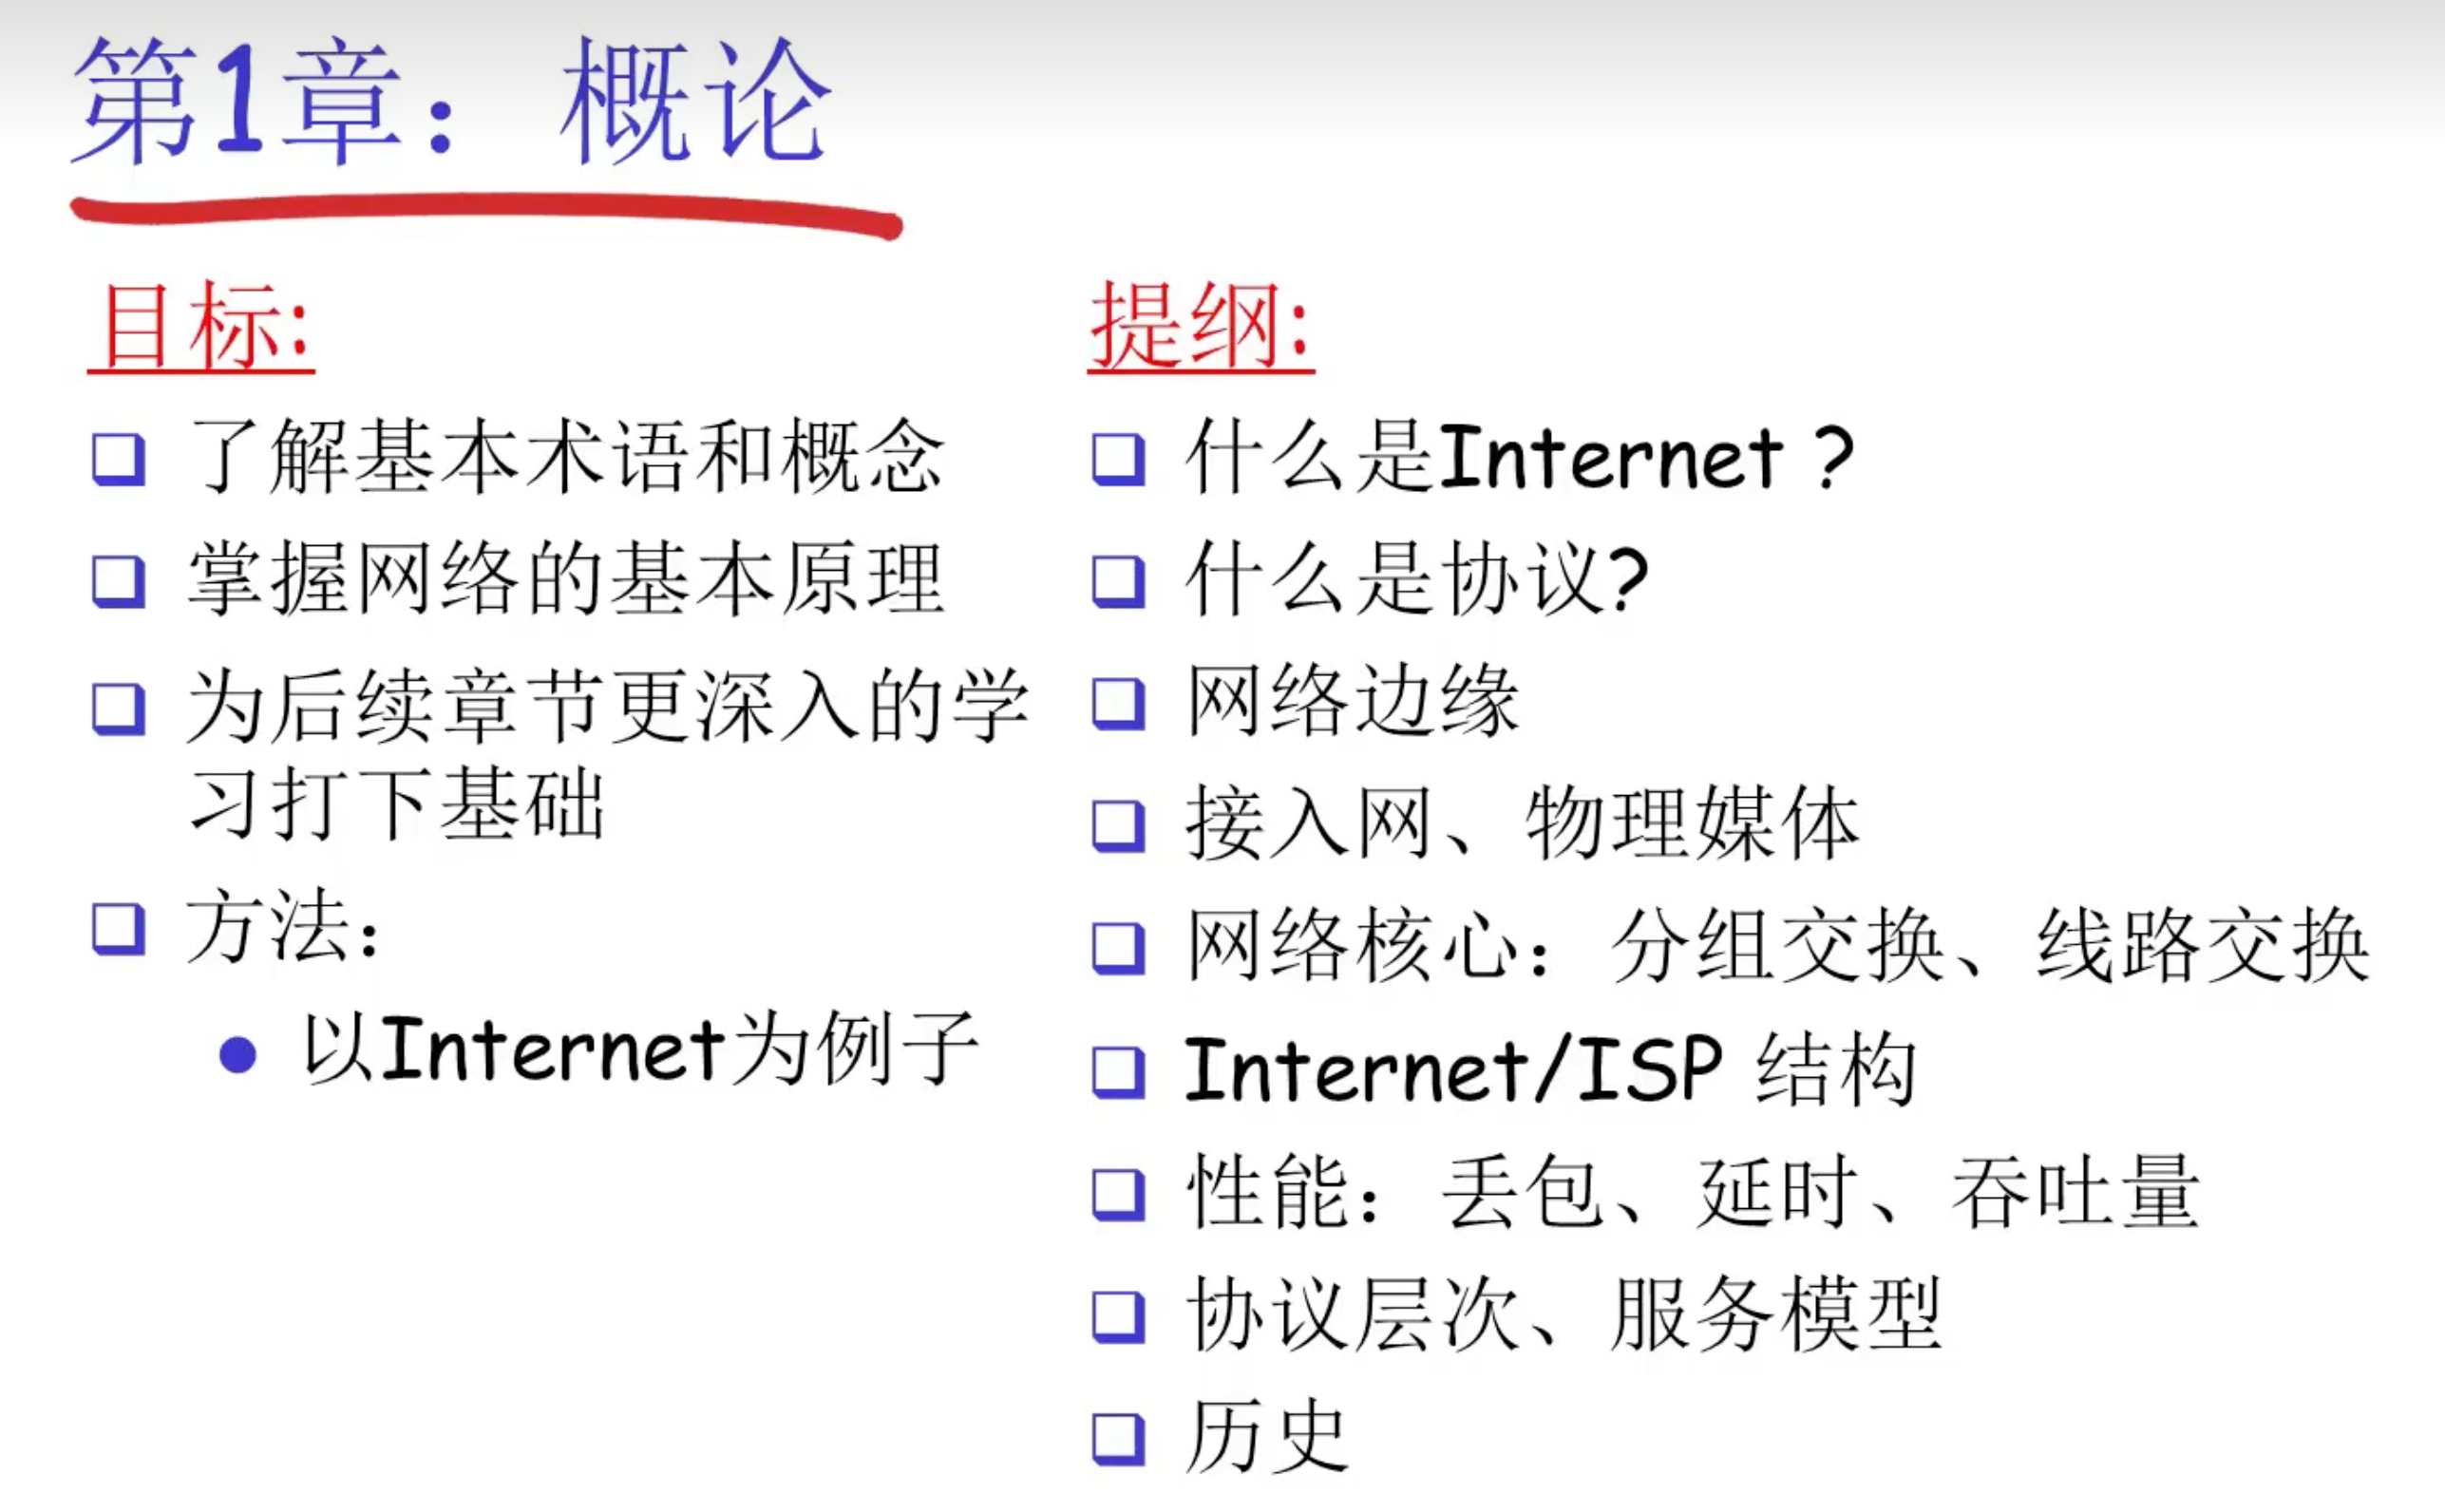 第1章： 概论
目标:
了解基本术语和概念
掌握网络的基本原理
为后续章节更深入的学
习打下基础
方法：
以Internet为例子
提纲:
什么是Internet？
什么是协议?
网络边缘
接入网、物理媒体
网络核心：分组交换、线路交换
Internet/ISP 结构
性能：丢包、延时、吞吐量
协议层次、服务模型
历史